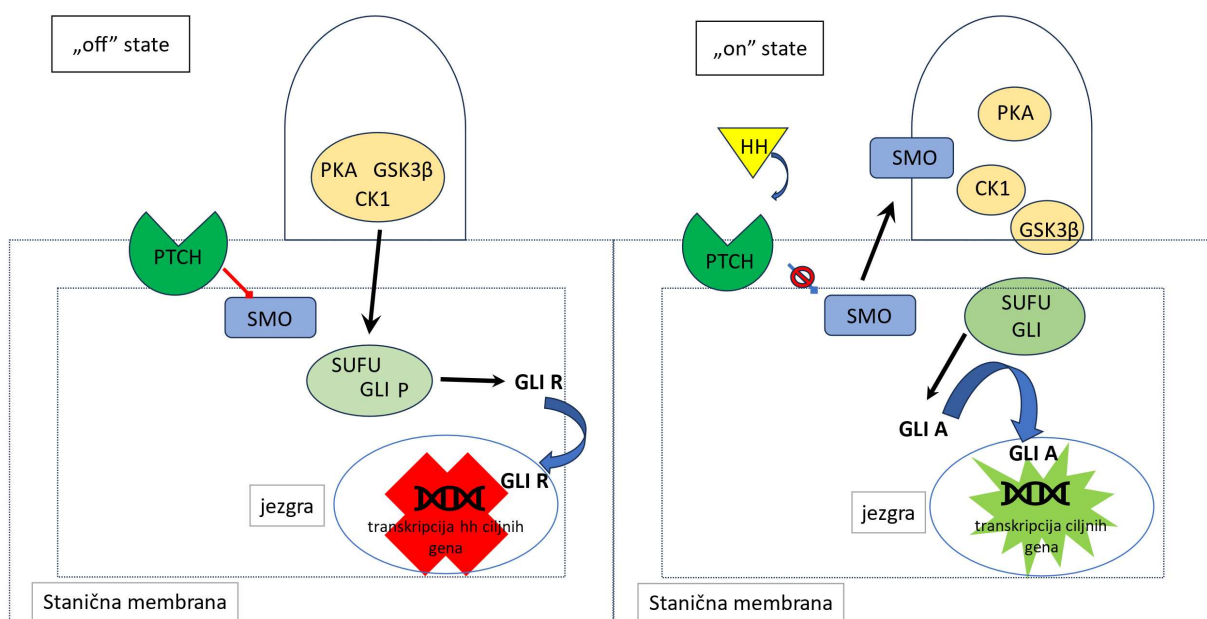 „off” state
PKA GSK3β
CK1
PTCH
SMO
SUFU
GLI P
GLI R
GLI R
jezgra
transkripcija hh ciljnih
gena
Stanična membrana
„on” state
HH
PKA
SMO
CK1
GSK3β
PTCH
SMO
SUFU
GLI
GLI A
GLI A
jezgra
transkripcija ciljnih
gena
Stanična membrana